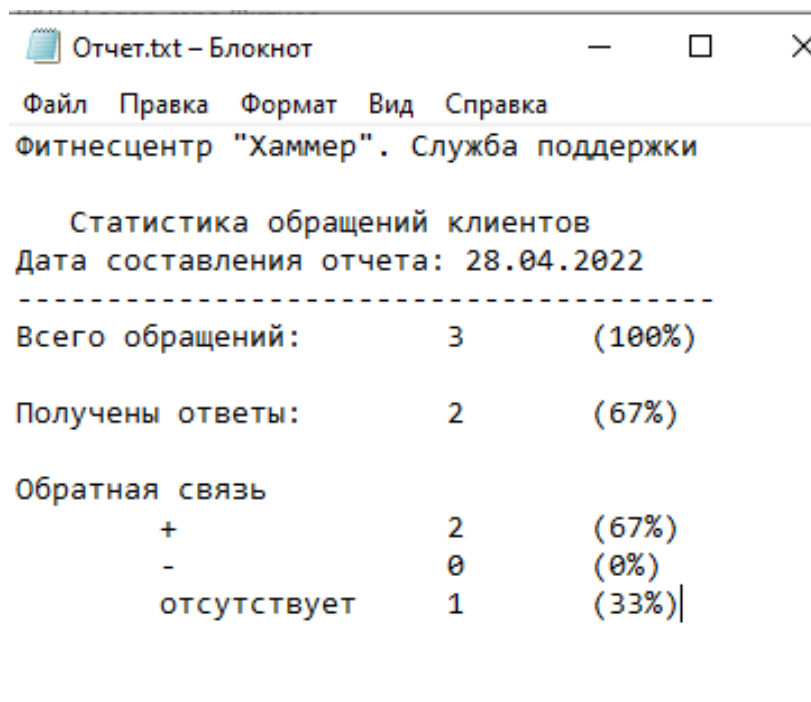 Отчет.txt – Блокнот
Файл Правка Формат Вид Справка
Фитнесцентр "Хаммер". Служба поддержки
Статистика обращений клиентов
Дата составления отчета: 28.04.2022
---------------------------------------
Всего обращений: 3 (100%)
Получены ответы: 2 (67%)
Обратная связь
+ 2 (67%)
- 0 (0%)
отсутствует 1 (33%)